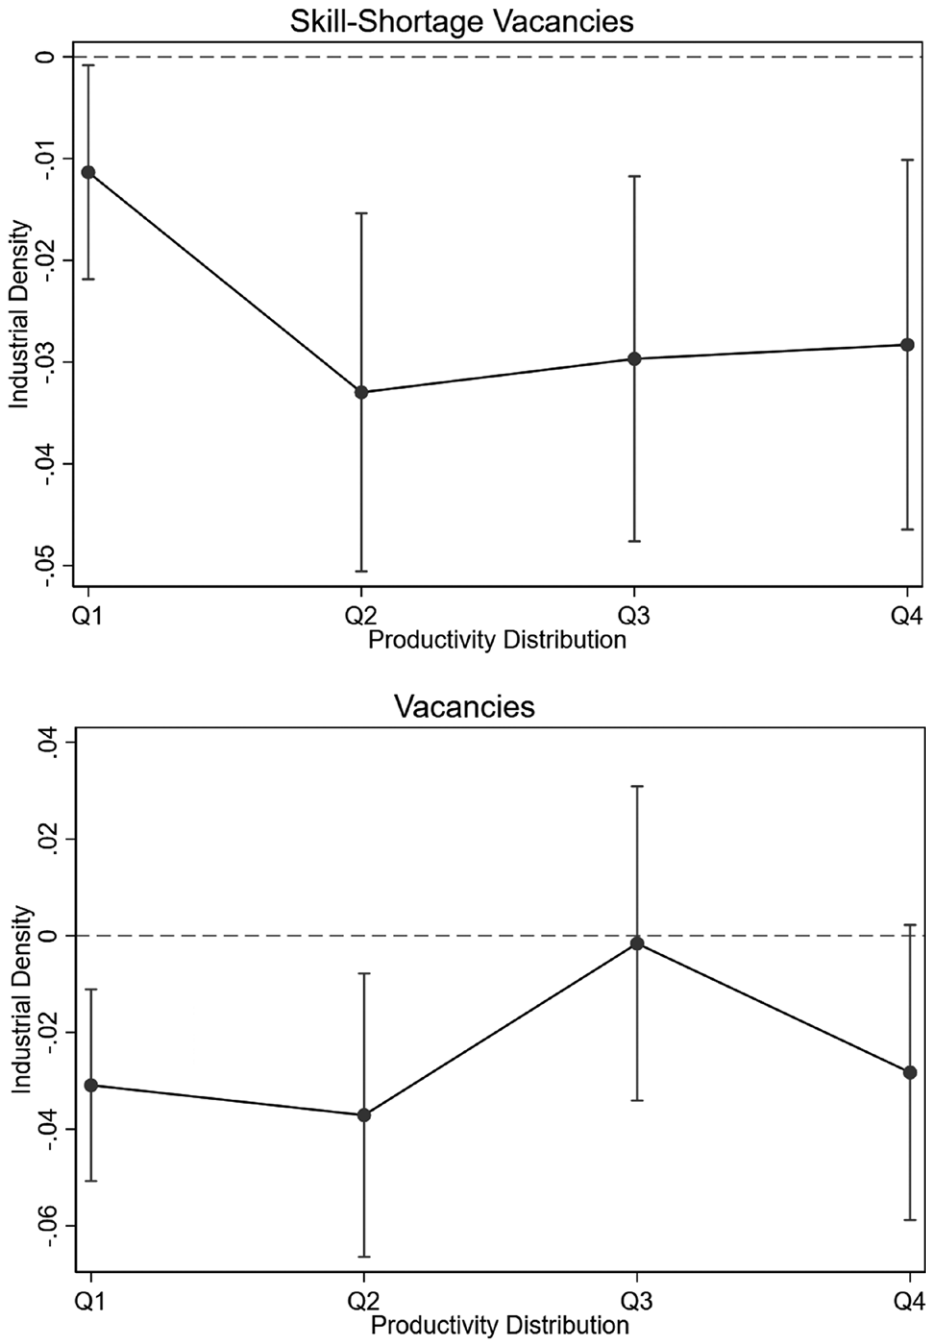 Skill-Shortage Vacancies
0
-.01
-.02
-.03
-.04
-.05
Industrial Density
Q1 Q2 Q3 Q4
Productivity Distribution
Vacancies
.04
.02
0
-.02
-.04
-.06
Industrial Density
Q1 Q2 Q3 Q4
Productivity Distribution